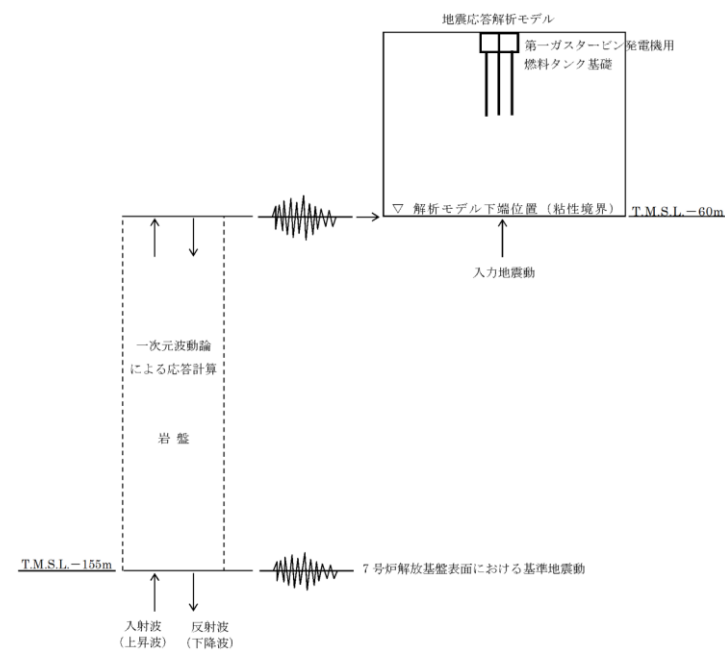 地震応答解析モデル
第一ガスタービン発電機用
燃料タンク基礎
▽ 解析モデル下端位置（粘性境界）
T.M.S.L.－60m
入力地震動
一次元波動論
による応答計算
岩 盤
T.M.S.L.－155m
7号炉解放基盤表面における基準地震動
入射波
（上昇波）
反射波
（下降波）